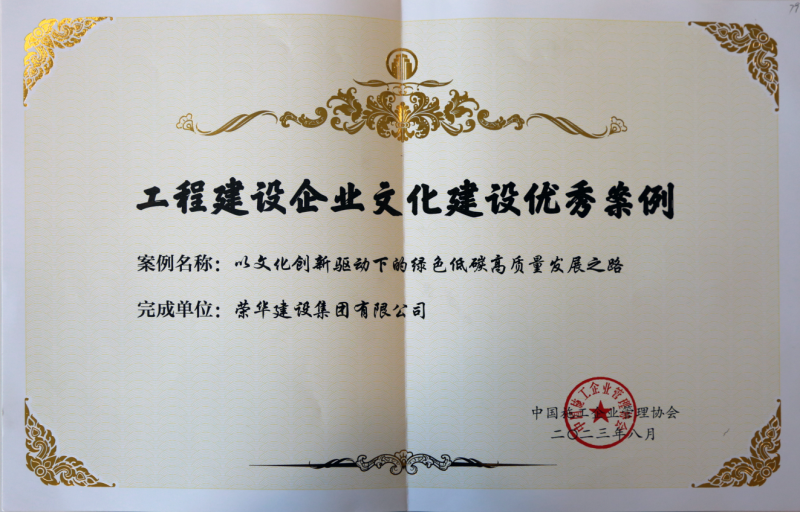 工程建设企业文化建设优秀案例
案例名称：以文化创新驱动下的绿色低碳高质量发展之路
完成单位：荣华建设集团有限公司
中国施工企业管理协会
二〇二三年八月